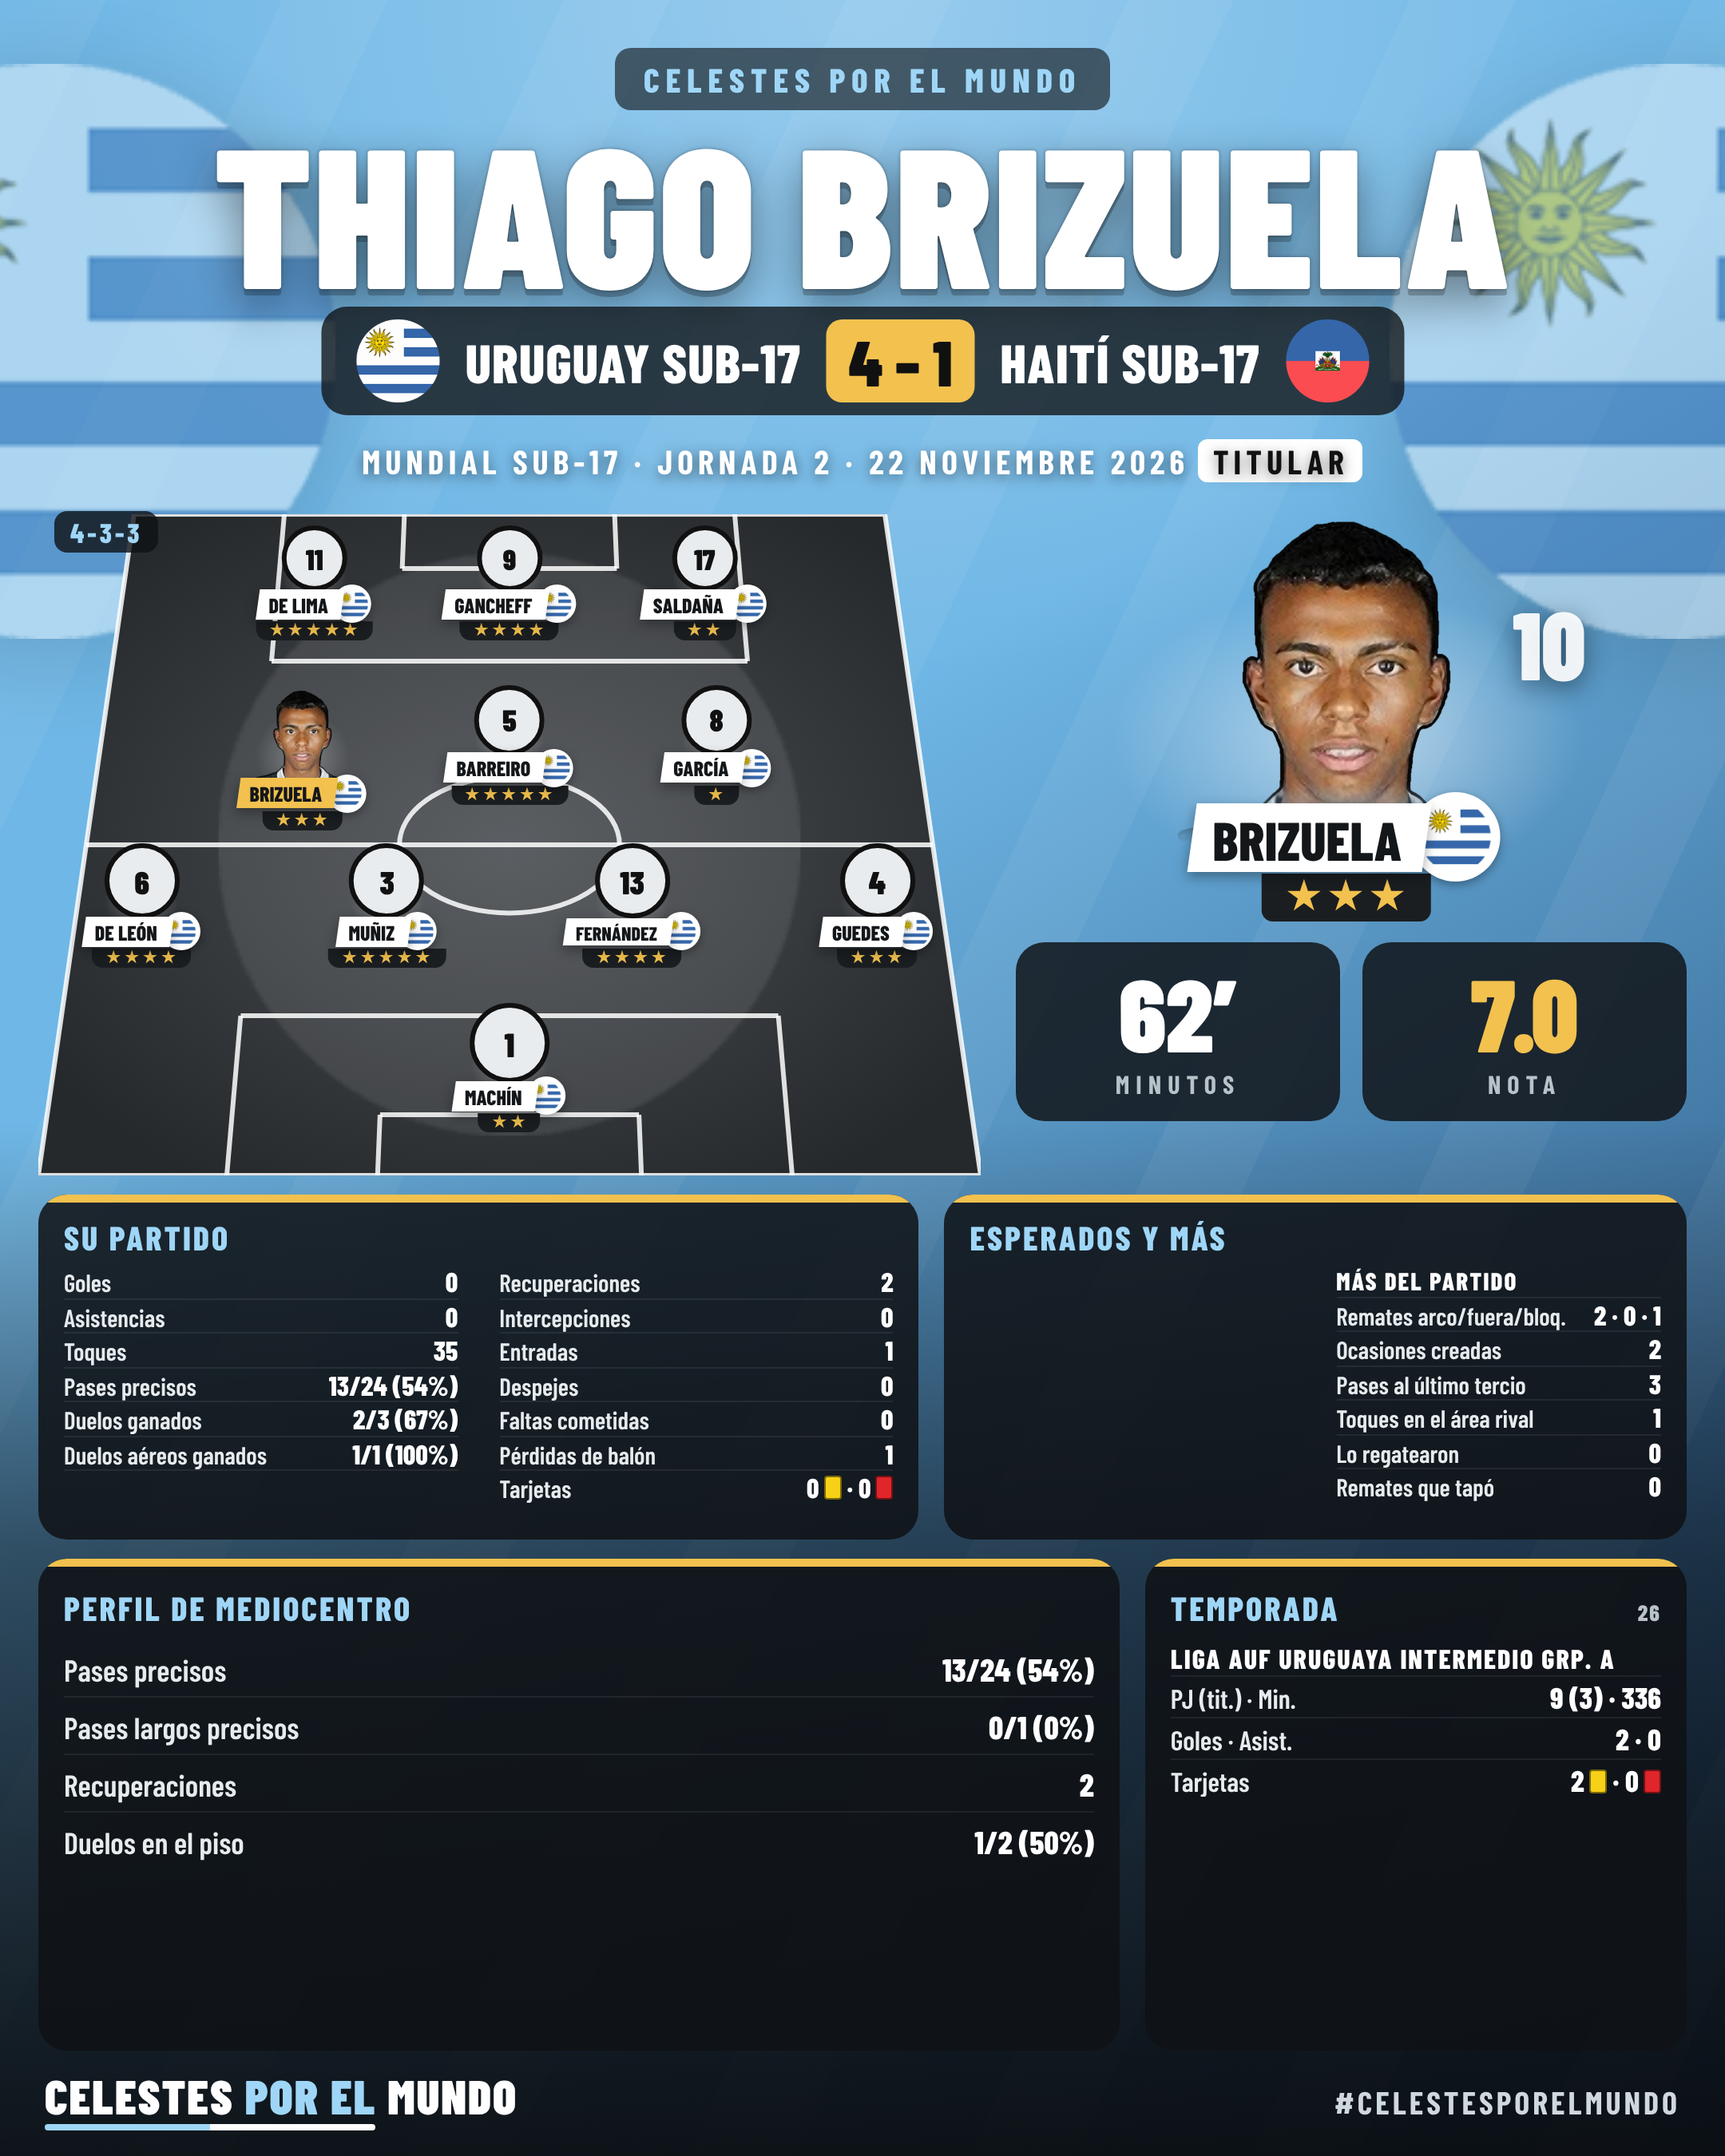 CELESTES POR EL MUNDO
THIAGO BRIZUELA
URUGUAY SUB-17 4 - 1 HAITÍ SUB-17
MUNDIAL SUB-17 · JORNADA 2 · 22 NOVIEMBRE 2026 TITULAR
4-3-3
11 9 17
DE LIMA GANCHEFF SALDAÑA
★★★★★ ★★★★ ★★
5 8
BRIZUELA BARREIRO GARCÍA
★★★ ★★★★★ ★
6 3 13 4
DE LEÓN MUÑIZ FERNÁNDEZ GUEDES
★★★★ ★★★★★ ★★★★ ★★★
1
MACHÍN
★★
10
BRIZUELA
★★★
62′ 7.0
MINUTOS NOTA
SU PARTIDO
Goles 0
Asistencias 0
Toques 35
Pases precisos 13/24 (54%)
Duelos ganados 2/3 (67%)
Duelos aéreos ganados 1/1 (100%)
Recuperaciones 2
Intercepciones 0
Entradas 1
Despejes 0
Faltas cometidas 0
Pérdidas de balón 1
Tarjetas 0 · 0
ESPERADOS Y MÁS
MÁS DEL PARTIDO
Remates arco/fuera/bloq. 2 · 0 · 1
Ocasiones creadas 2
Pases al último tercio 3
Toques en el área rival 1
Lo regatearon 0
Remates que tapó 0
PERFIL DE MEDIOCENTRO
Pases precisos 13/24 (54%)
Pases largos precisos 0/1 (0%)
Recuperaciones 2
Duelos en el piso 1/2 (50%)
TEMPORADA 26
LIGA AUF URUGUAYA INTERMEDIO GRP. A
PJ (tit.) · Min. 9 (3) · 336
Goles · Asist. 2 · 0
Tarjetas 2 · 0
CELESTES POR EL MUNDO
#CELESTESPORELMUNDO